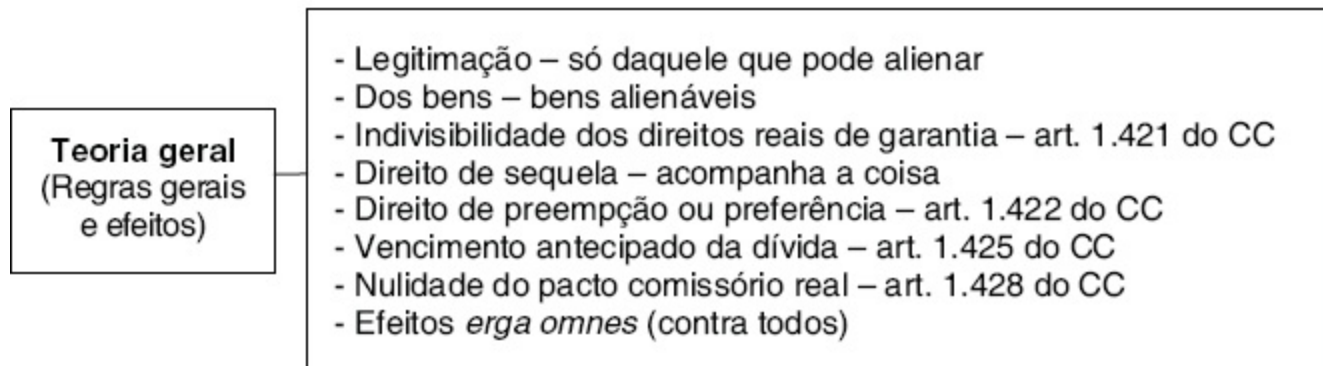 Teoria geral
(Regras gerais
e efeitos)
- Legitimação – só daquele que pode alienar
- Dos bens – bens alienáveis
- Indivisibilidade dos direitos reais de garantia – art. 1.421 do CC
- Direito de sequela – acompanha a coisa
- Direito de preempção ou preferência – art. 1.422 do CC
- Vencimento antecipado da dívida – art. 1.425 do CC
- Nulidade do pacto comissório real – art. 1.428 do CC
- Efeitos erga omnes (contra todos)